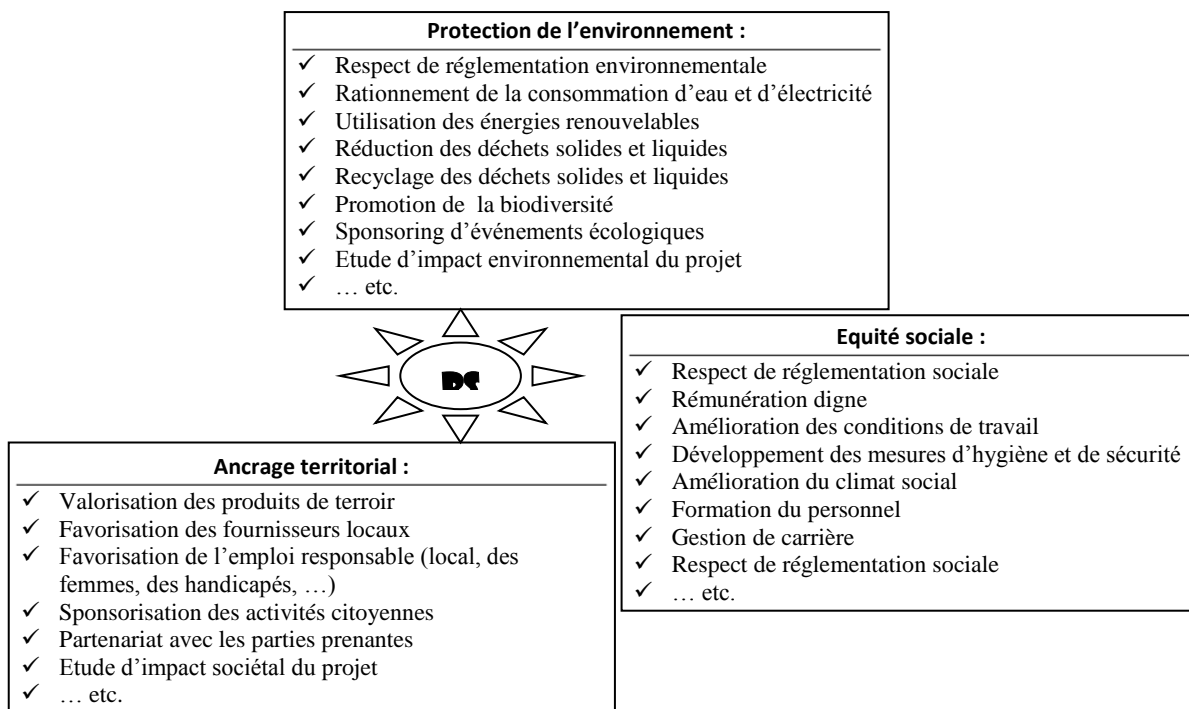 Protection de l’environnement :
✓ Respect de réglementation environnementale
✓ Rationnement de la consommation d’eau et d’électricité
✓ Utilisation des énergies renouvelables
✓ Réduction des déchets solides et liquides
✓ Recyclage des déchets solides et liquides
✓ Promotion de la biodiversité
✓ Sponsoring d’événements écologiques
✓ Etude d’impact environnemental du projet
✓ … etc.
Equité sociale :
✓ Respect de réglementation sociale
✓ Rémunération digne
✓ Amélioration des conditions de travail
✓ Développement des mesures d’hygiène et de sécurité
✓ Amélioration du climat social
✓ Formation du personnel
✓ Gestion de carrière
✓ Respect de réglementation sociale
✓ … etc.
Ancrage territorial :
✓ Valorisation des produits de terroir
✓ Favorisation des fournisseurs locaux
✓ Favorisation de l’emploi responsable (local, des
femmes, des handicapés, …)
✓ Sponsorisation des activités citoyennes
✓ Partenariat avec les parties prenantes
✓ Etude d’impact sociétal du projet
✓ … etc.